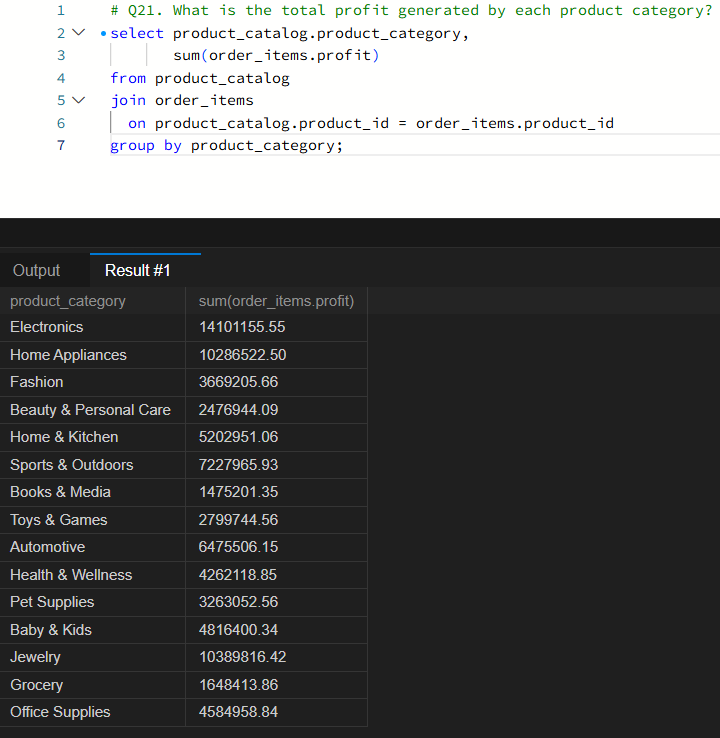 1 # Q21. What is the total profit generated by each product category?
2 select product_catalog.product_category,
3 sum(order_items.profit)
4 from product_catalog
5 join order_items
6 on product_catalog.product_id = order_items.product_id
7 group by product_category;
Output Result #1
product_category sum(order_items.profit)
Electronics 14101155.55
Home Appliances 10286522.50
Fashion 3669205.66
Beauty & Personal Care 2476944.09
Home & Kitchen 5202951.06
Sports & Outdoors 7227965.93
Books & Media 1475201.35
Toys & Games 2799744.56
Automotive 6475506.15
Health & Wellness 4262118.85
Pet Supplies 3263052.56
Baby & Kids 4816400.34
Jewelry 10389816.42
Grocery 1648413.86
Office Supplies 4584958.84